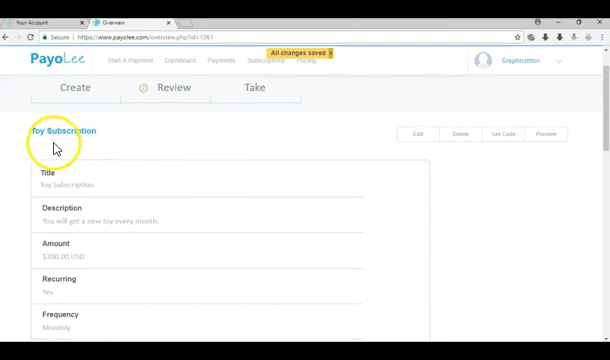 Your Account
Overview
Secure https://www.payolee.com/overview.php?id=1361
All changes saved x
PayoLee Start A Payment Dashboard Payments Subscriptions Pricing
Create Review Take
Toy Subscription
Edit Delete Get Code Preview
Title
Toy Subscription
Description
You will get a new toy every month.
Amount
$200.00 USD
Recurring
Yes
Frequency
Monthly